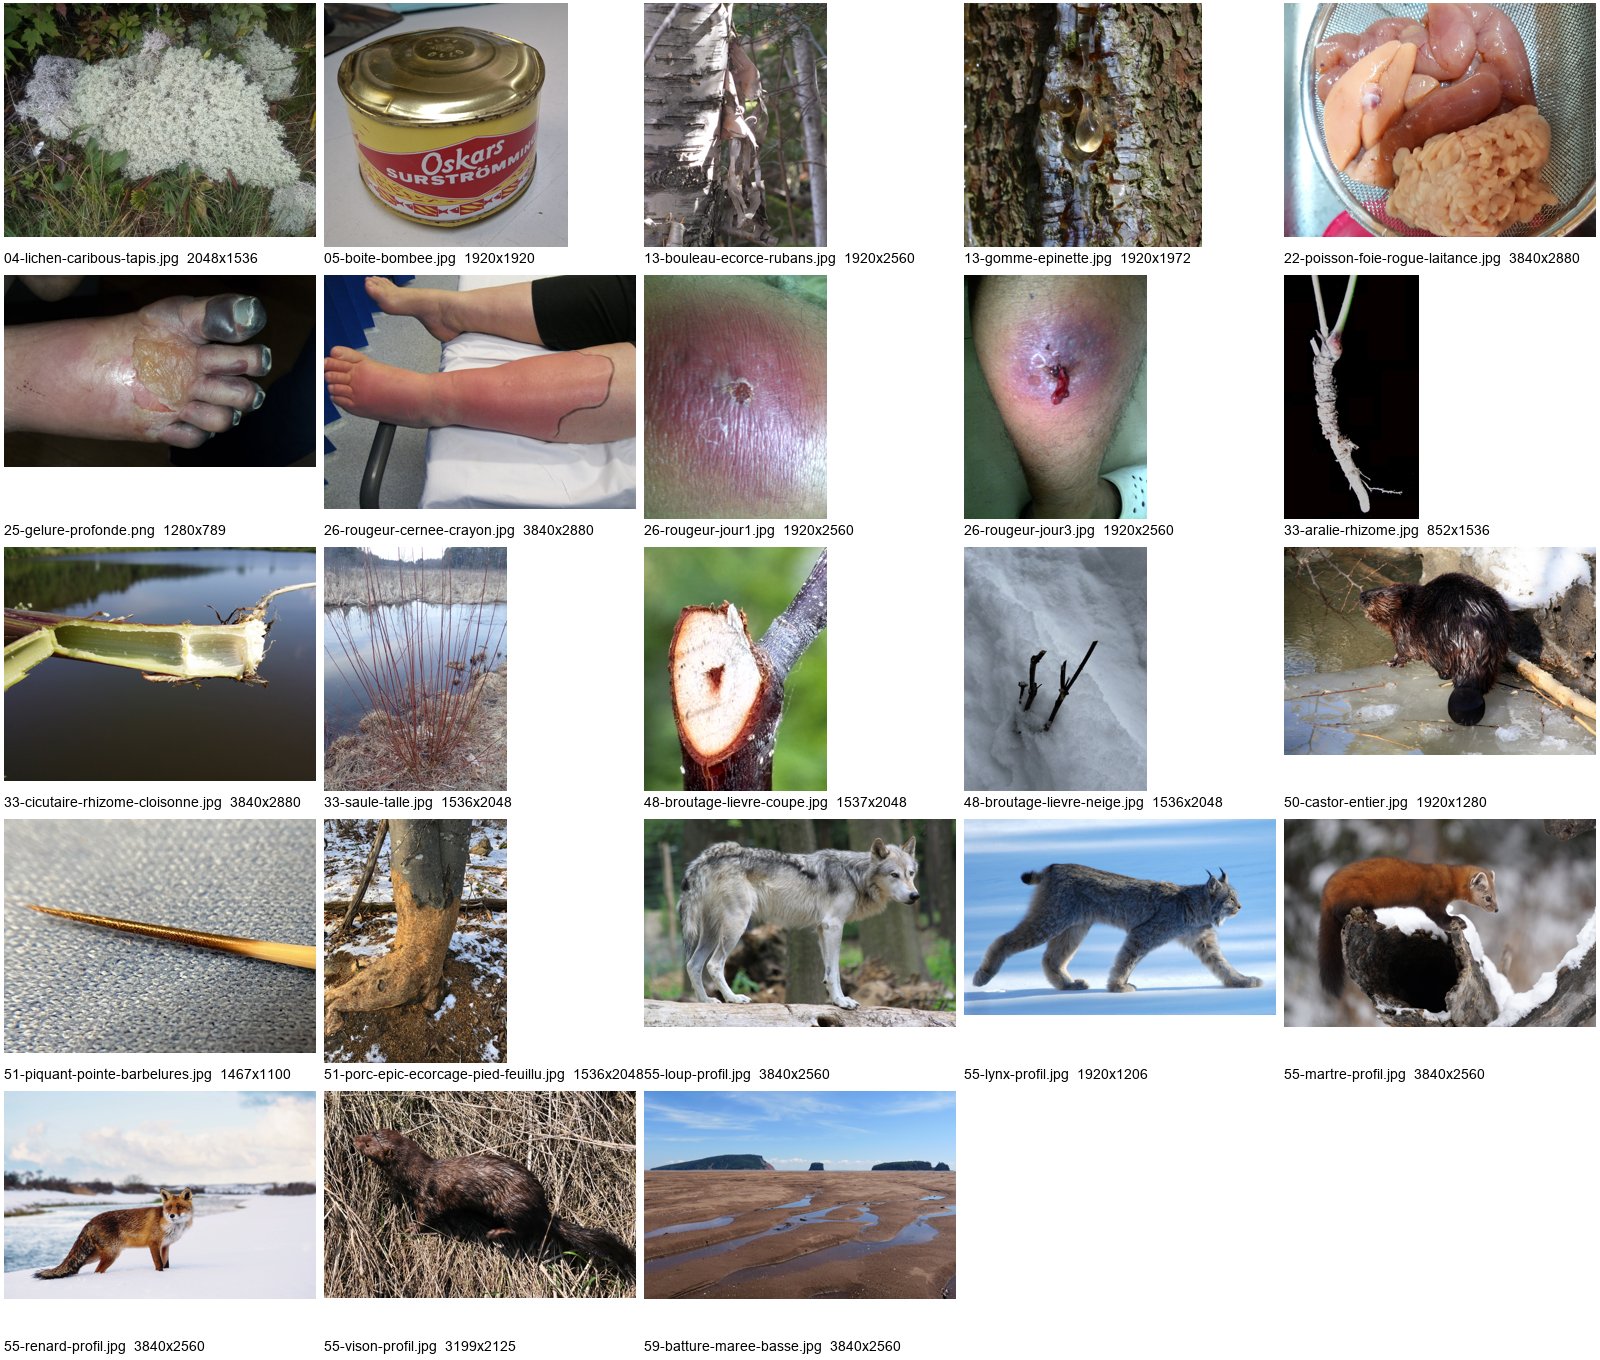 Oskars
SURSTRÖMMING
04-lichen-caribous-tapis.jpg 2048x1536
05-boite-bombee.jpg 1920x1920
13-bouleau-ecorce-rubans.jpg 1920x2560
13-gomme-epinette.jpg 1920x1972
22-poisson-foie-rogue-laitance.jpg 3840x2880
25-gelure-profonde.png 1280x789
26-rougeur-cernee-crayon.jpg 3840x2880
26-rougeur-jour1.jpg 1920x2560
26-rougeur-jour3.jpg 1920x2560
33-aralie-rhizome.jpg 852x1536
33-cicutaire-rhizome-cloisonne.jpg 3840x2880
33-saule-talle.jpg 1536x2048
48-broutage-lievre-coupe.jpg 1537x2048
48-broutage-lievre-neige.jpg 1536x2048
50-castor-entier.jpg 1920x1280
51-piquant-pointe-barbelures.jpg 1467x1100
51-porc-epic-ecorcage-pied-feuillu.jpg 1536x2048
55-loup-profil.jpg 3840x2560
55-lynx-profil.jpg 1920x1206
55-martre-profil.jpg 3840x2560
55-renard-profil.jpg 3840x2560
55-vison-profil.jpg 3199x2125
59-batture-maree-basse.jpg 3840x2560